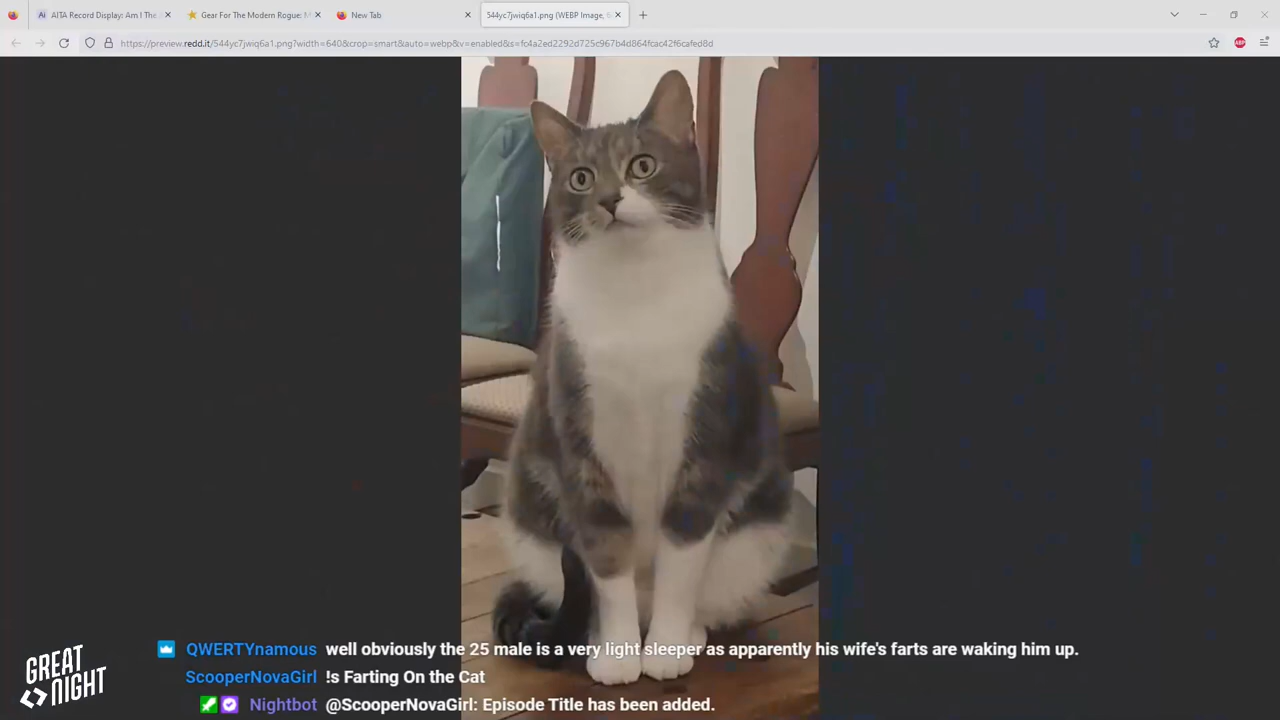 AITA Record Display: Am I The
Gear For The Modern Rogue: M
New Tab
544yc7jwiq6a1.png (WEBP Image, 6
https://preview.redd.it/544yc7jwiq6a1.png?width=640&crop=smart&auto=webp&v=enabled&s=fc4a2ed2292d725c967b4d864fcac42f6cafed8d
ABP
GREAT
NIGHT
QWERTYnamous well obviously the 25 male is a very light sleeper as apparently his wife's farts are waking him up.
ScooperNovaGirl !s Farting On the Cat
Nightbot @ScooperNovaGirl: Episode Title has been added.